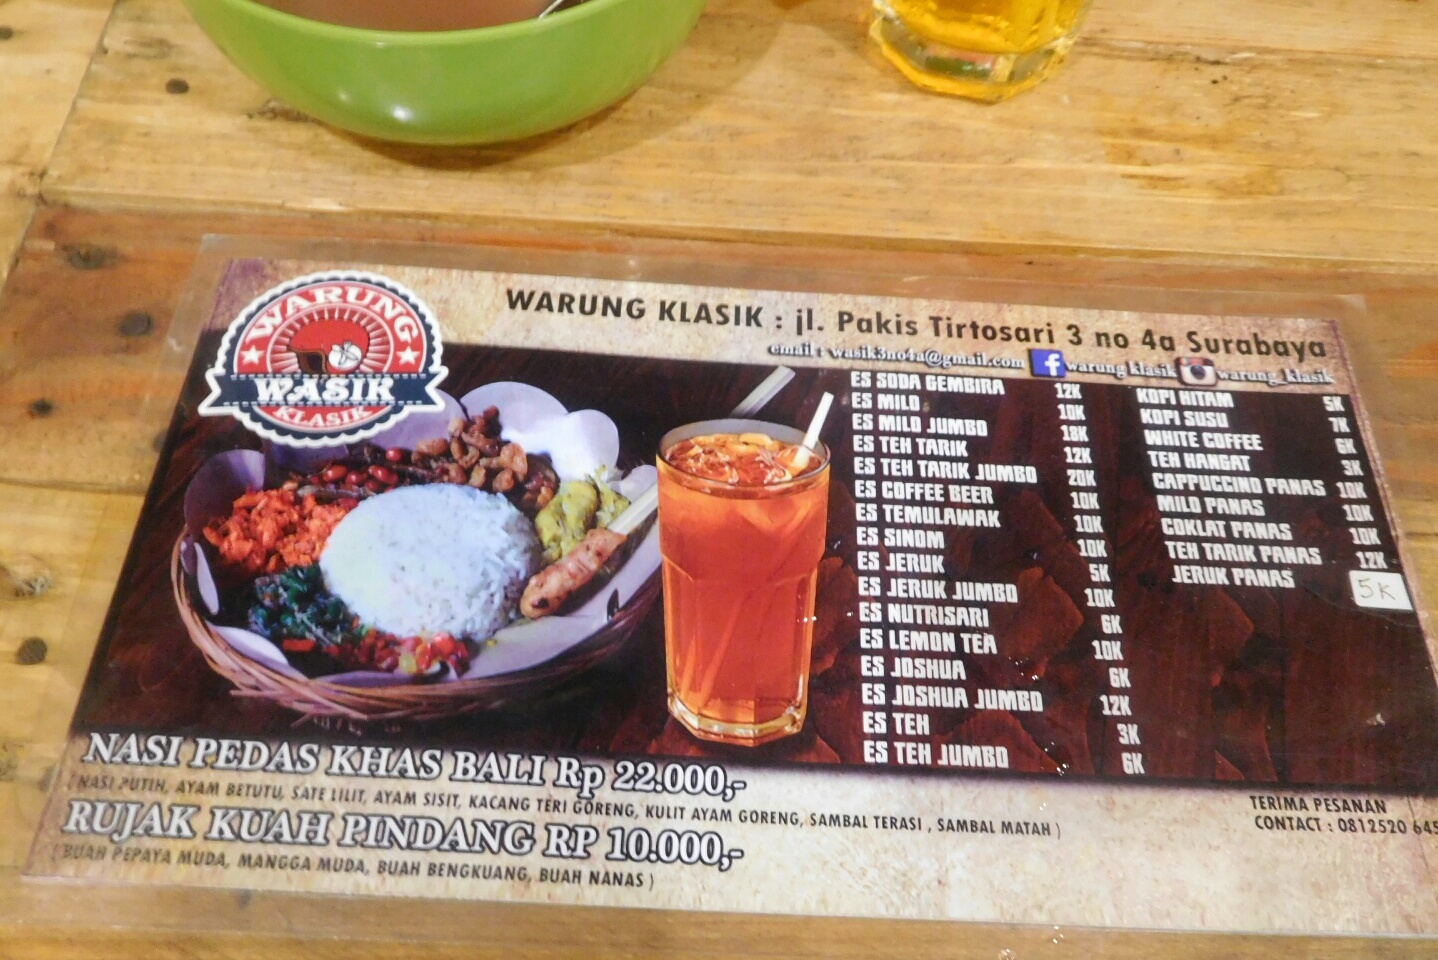 WARUNG
WASIK
KLASIK
WARUNG KLASIK : jl. Pakis Tirtosari 3 no 4a Surabaya
email : wasik3no4a@gmail.com f warung klasik warung_klasik
ES SODA GEMBIRA 12K
ES MILO 10K
ES MILO JUMBO 18K
ES TEH TARIK 12K
ES TEH TARIK JUMBO 20K
ES COFFEE BEER 10K
ES TEMULAWAK 10K
ES SINOM 10K
ES JERUK 5K
ES JERUK JUMBO 10K
ES NUTRISARI 6K
ES LEMON TEA 10K
ES JOSHUA 6K
ES JOSHUA JUMBO 12K
ES TEH 3K
ES TEH JUMBO 6K
KOPI HITAM 5K
KOPI SUSU 7K
WHITE COFFEE 6K
TEH HANGAT 3K
CAPPUCCINO PANAS 10K
MILO PANAS 10K
COKLAT PANAS 10K
TEH TARIK PANAS 12K
JERUK PANAS 5K
NASI PEDAS KHAS BALI Rp 22.000,-
( NASI PUTIH, AYAM BETUTU, SATE LILIT, AYAM SISIT, KACANG TERI GORENG, KULIT AYAM GORENG, SAMBAL TERASI , SAMBAL MATAH )
RUJAK KUAH PINDANG RP 10.000,-
( BUAH PEPAYA MUDA, MANGGA MUDA, BUAH BENGKUANG, BUAH NANAS )
TERIMA PESANAN
CONTACT : 0812520 645